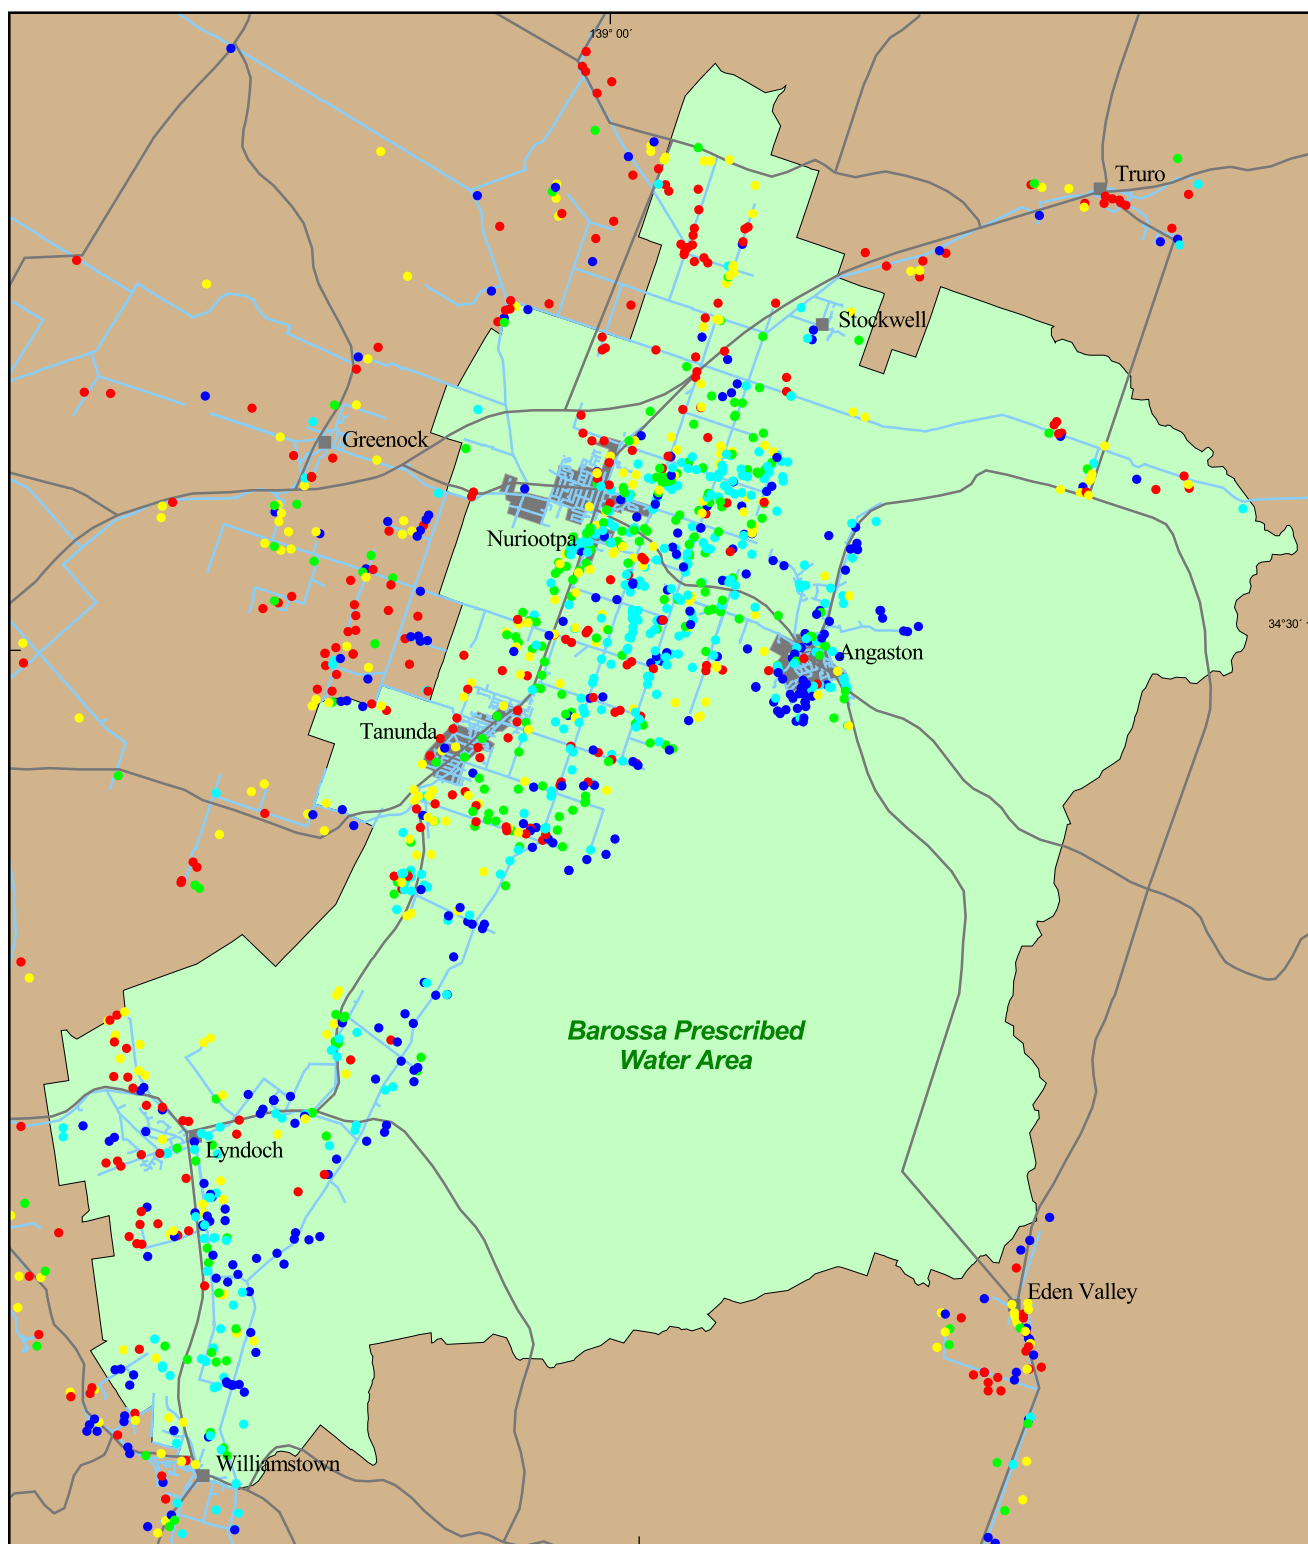 139° 00´
Truro
Stockwell
Greenock
Nuriootpa
34°30´
Angaston
Tanunda
Barossa Prescribed
Water Area
Lyndoch
Eden Valley
Williamstown